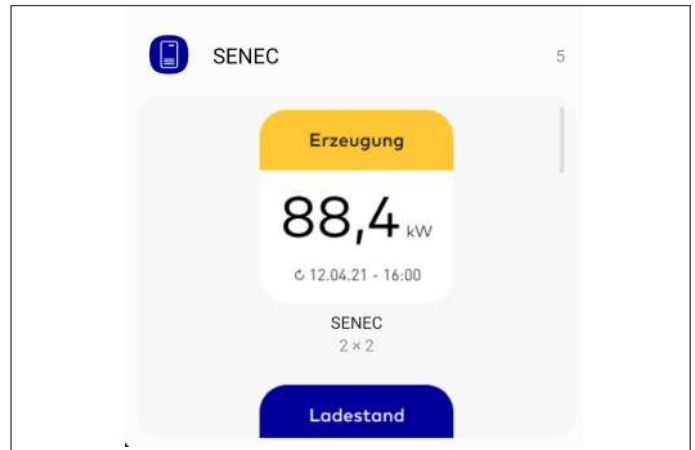 SENEC
5
Erzeugung
88,4 kW
12.04.21 - 16:00
SENEC
2 × 2
Ladestand